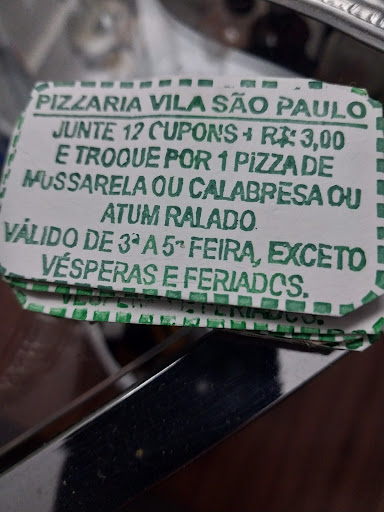 PIZZARIA VILA SÃO PAULO
JUNTE 12 CUPONS + R$ 3,00
E TROQUE POR 1 PIZZA DE
MUSSARELA OU CALABRESA OU
ATUM RALADO
VÁLIDO DE 3ª A 5ª FEIRA, EXCETO
VÉSPERAS E FERIADOS.